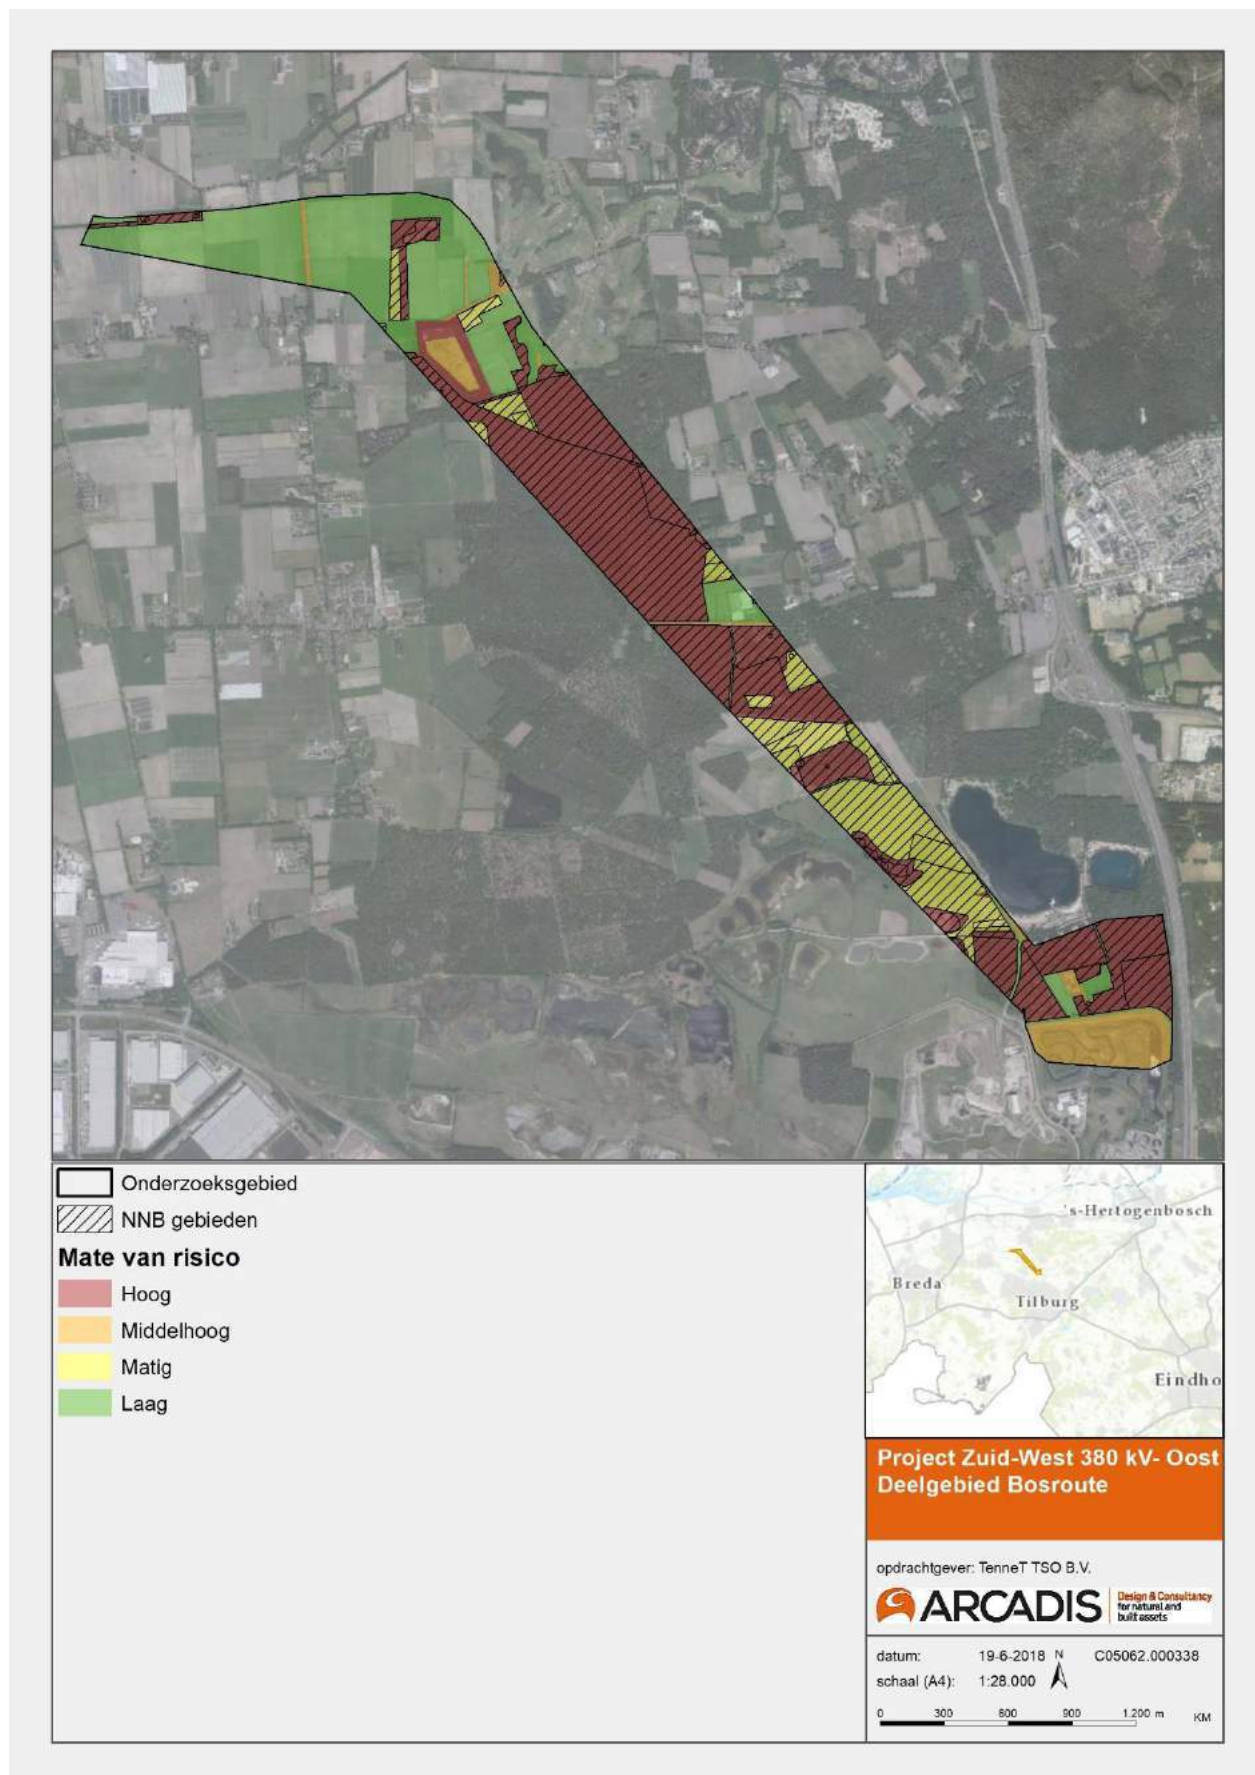 Onderzoeksgebied
NNB gebieden
Mate van risico
Hoog
Middelhoog
Matig
Laag
's-Hertogenbosch
Breda
Tilburg
Eindho
Project Zuid-West 380 kV- Oost
Deelgebied Bosroute
opdrachtgever: TenneT TSO B.V.
ARCADIS
Design & Consultancy
for natural and
built assets
datum: 19-6-2018 N C05062.000338
schaal (A4): 1:28.000
0 300 600 900 1.200 m KM